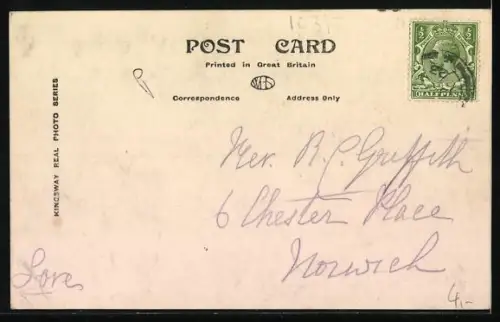 POST CARD
Printed in Great Britain
Correspondence
Address Only
KINGSWAY REAL PHOTO SERIES
HALFPENNY
Rev. R. C. Griffith
6 Chester Place
Norwich
Love
4/-